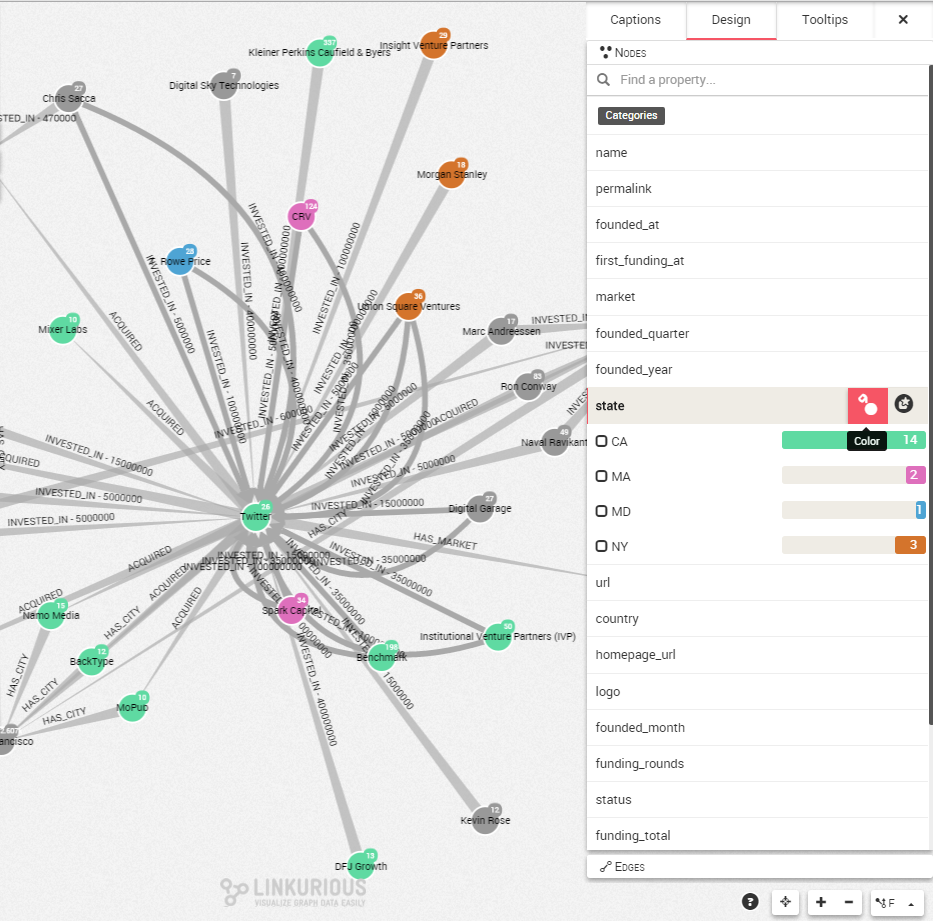 Captions
Design
Tooltips
✕
NODES
Find a property...
Categories
name
permalink
founded_at
first_funding_at
market
founded_quarter
founded_year
state
CA
Color
14
MA
2
MD
1
NY
3
url
country
homepage_url
logo
founded_month
funding_rounds
status
funding_total
EDGES
?
F
337
Kleiner Perkins Caufield & Byers
29
Insight Venture Partners
7
Digital Sky Technologies
27
Chris Sacca
STED_IN - 470000
18
Morgan Stanley
124
CRV
28
Rowe Price
36
Union Square Ventures
10
Mixer Labs
17
Marc Andreessen
83
Ron Conway
49
Naval Ravikant
27
Digital Garage
26
Twitter
34
Spark Capital
Benchmark
50
Institutional Venture Partners (IVP)
15
Namo Media
12
BackType
10
MoPub
ancisco
12
Kevin Rose
13
DFJ Growth
ACQUIRED
ACQUIRED
INVESTED_IN - 5000000
INVESTED_IN - 100000000
INVESTED_IN - 15000000
QUIRED
INVESTED_IN - 5000000
INVESTED_IN - 5000000
ACQUIRED
ACQUIRED
ACQUIRED
ACQUIRED
HAS_CITY
HAS_CITY
HAS_CITY
HAS_CITY
ACQUIRED
INVESTED_IN - 5000000
INVESTED_IN - 15000000
HAS_CITY
HAS_MARKET
INVESTED_IN - 35000000
INVESTED_IN - 35000000
INVESTED_IN - 400000000
15000000
INVESTED_I
INVESTED
LINKURIOUS
VISUALIZE GRAPH DATA EASILY